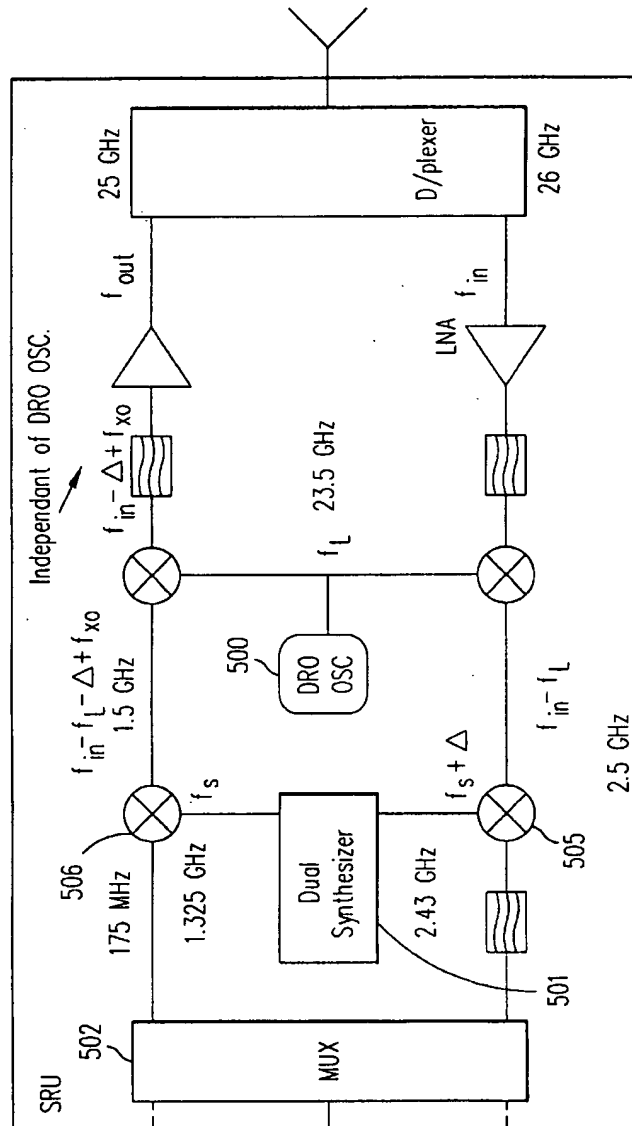 SRU
502
MUX
175 MHz
506
1.325 GHz
f_s
Dual
Synthesizer
501
2.43 GHz
f_s + Δ
505
f_in - f_L - Δ + f_xo
1.5 GHz
500
DRO
OSC
f_in - f_L
2.5 GHz
f_L
23.5 GHz
Independant of DRO OSC.
f_in - Δ + f_xo
f_out
LNA
f_in
25 GHz
D/plexer
26 GHz